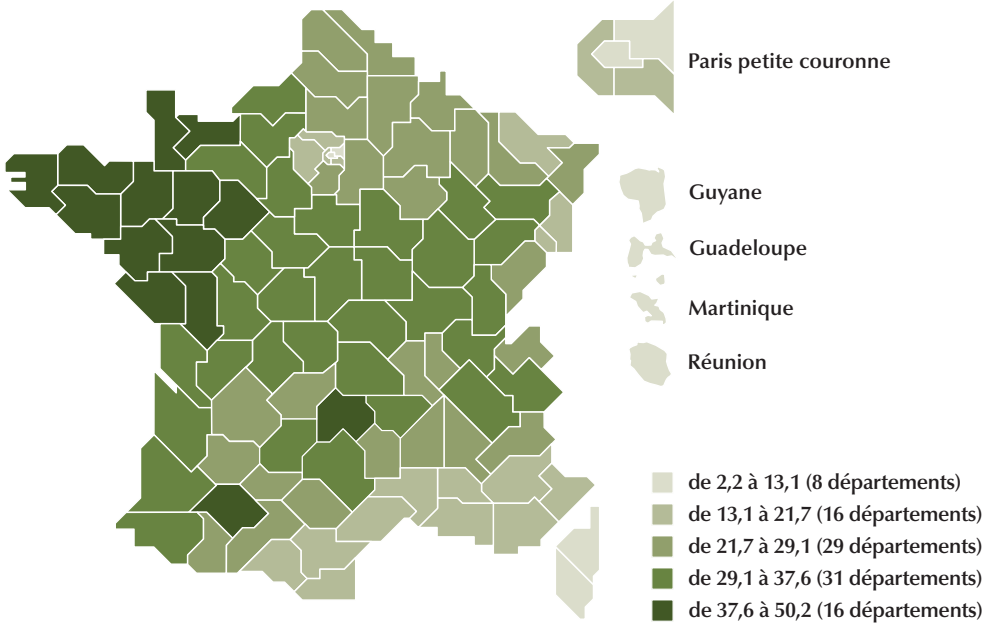 Paris petite couronne
Guyane
Guadeloupe
Martinique
Réunion
de 2,2 à 13,1 (8 départements)
de 13,1 à 21,7 (16 départements)
de 21,7 à 29,1 (29 départements)
de 29,1 à 37,6 (31 départements)
de 37,6 à 50,2 (16 départements)